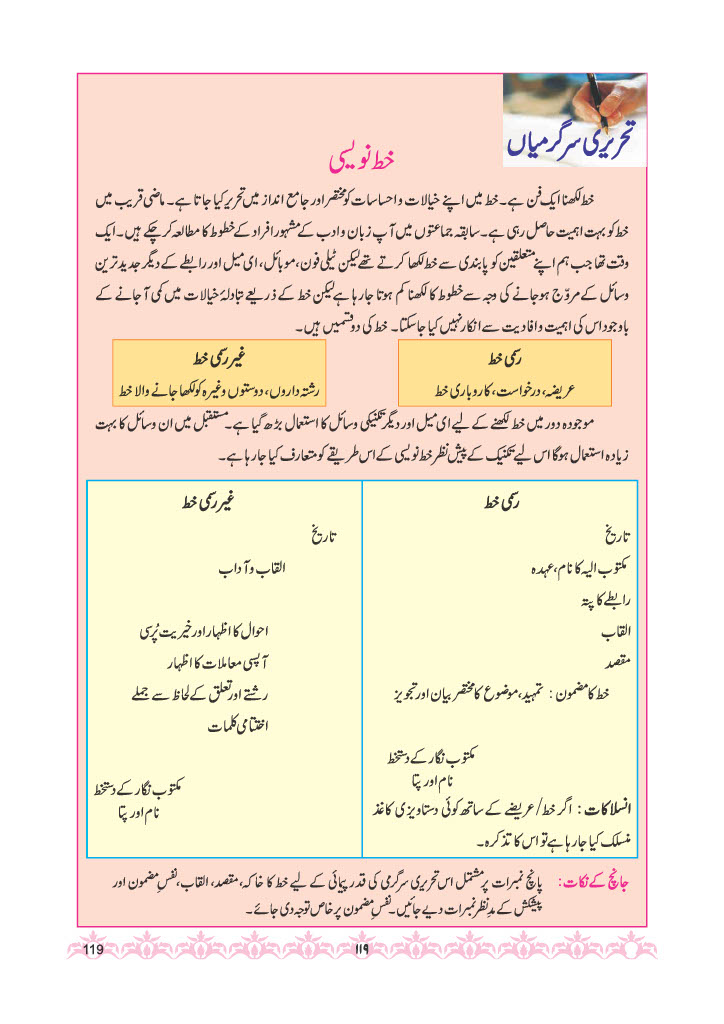 تحریری سرگرمیاں
خط نویسی
خط لکھنا ایک فن ہے۔ خط میں اپنے خیالات و احساسات کو مختصر اور جامع انداز میں تحریر کیا جاتا ہے۔ ماضی قریب میں
خط کو بہت اہمیت حاصل رہی ہے۔ سابقہ جماعتوں میں آپ زبان و ادب کے مشہور افراد کے خطوط کا مطالعہ کرچکے ہیں۔ ایک
وقت تھا جب ہم اپنے متعلقین کو پابندی سے خط لکھا کرتے تھے لیکن ٹیلی فون، موبائل، ای میل اور رابطے کے دیگر جدید ترین
وسائل کے مروّج ہوجانے کی وجہ سے خطوط کا لکھنا کم ہوتا جارہا ہے لیکن خط کے ذریعے تبادلۂ خیالات میں کمی آجانے کے
باوجود اس کی اہمیت و افادیت سے انکار نہیں کیا جاسکتا۔ خط کی دو قسمیں ہیں۔
رسمی خط
عریضہ، درخواست، کاروباری خط
غیر رسمی خط
رشتہ داروں، دوستوں وغیرہ کو لکھا جانے والا خط
موجودہ دور میں خط لکھنے کے لیے ای میل اور دیگر تکنیکی وسائل کا استعمال بڑھ گیا ہے۔ مستقبل میں ان وسائل کا بہت
زیادہ استعمال ہوگا اس لیے تکنیک کے پیش نظر خط نویسی کے اس طریقے کو متعارف کیا جارہا ہے۔
رسمی خط
تاریخ
مکتوب الیہ کا نام، عہدہ
رابطے کا پتہ
القاب
مقصد
خط کا مضمون : تمہید، موضوع کا مختصر بیان اور تجویز
مکتوب نگار کے دستخط
نام اور پتا
انسلاکات : اگر خط/عریضے کے ساتھ کوئی دستاویزی کاغذ
منسلک کیا جارہا ہے تو اس کا تذکرہ۔
غیر رسمی خط
تاریخ
القاب و آداب
احوال کا اظہار اور خیریت پُرسی
آپسی معاملات کا اظہار
رشتے اور تعلق کے لحاظ سے جملے
اختتامی کلمات
مکتوب نگار کے دستخط
نام اور پتا
جانچ کے نکات : پانچ نمبرات پر مشتمل اس تحریری سرگرمی کی قدر پیمائی کے لیے خط کا خاکہ، مقصد، القاب، نفسِ مضمون اور
پیشکش کے مدِنظر نمبرات دیے جائیں۔ نفسِ مضمون پر خاص توجہ دی جائے۔
119
۱۱۹